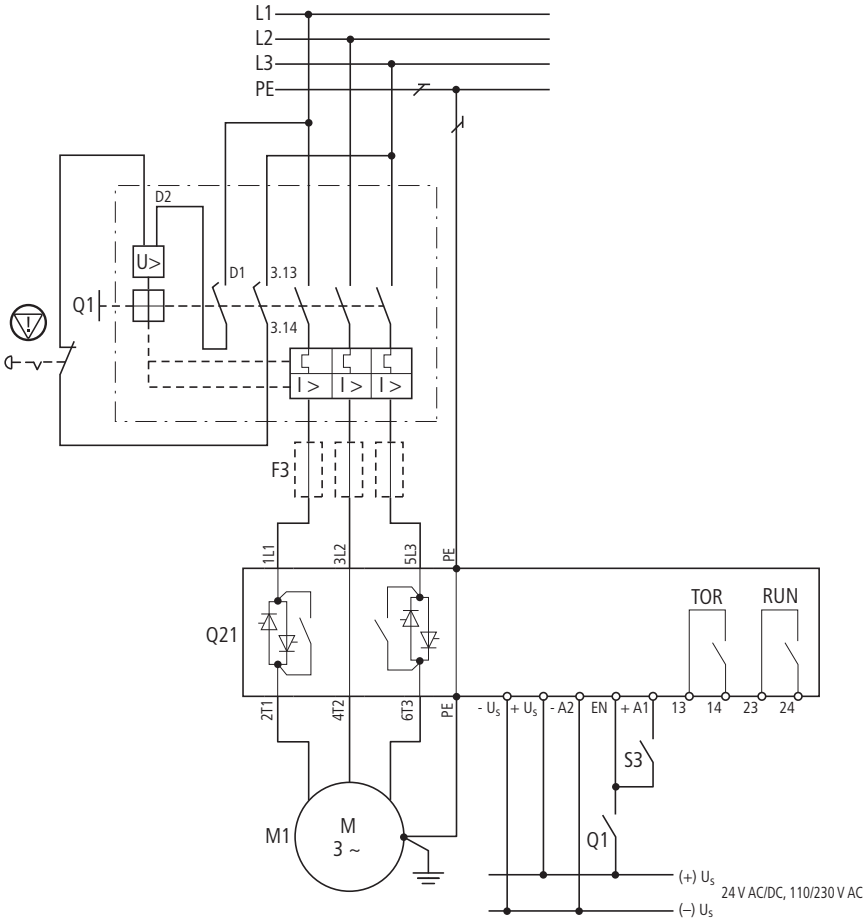 L1
L2
L3
PE
D2
U>
D1
3.13
Q1
3.14
I > I > I >
F3
1L1 3L2 5L3 PE
TOR RUN
Q21
2T1 4T2 6T3 PE
- Us + Us - A2 EN + A1 13 14 23 24
S3
M1
M
3 ~
Q1
(+) Us
24 V AC/DC, 110/230 V AC
(–) Us